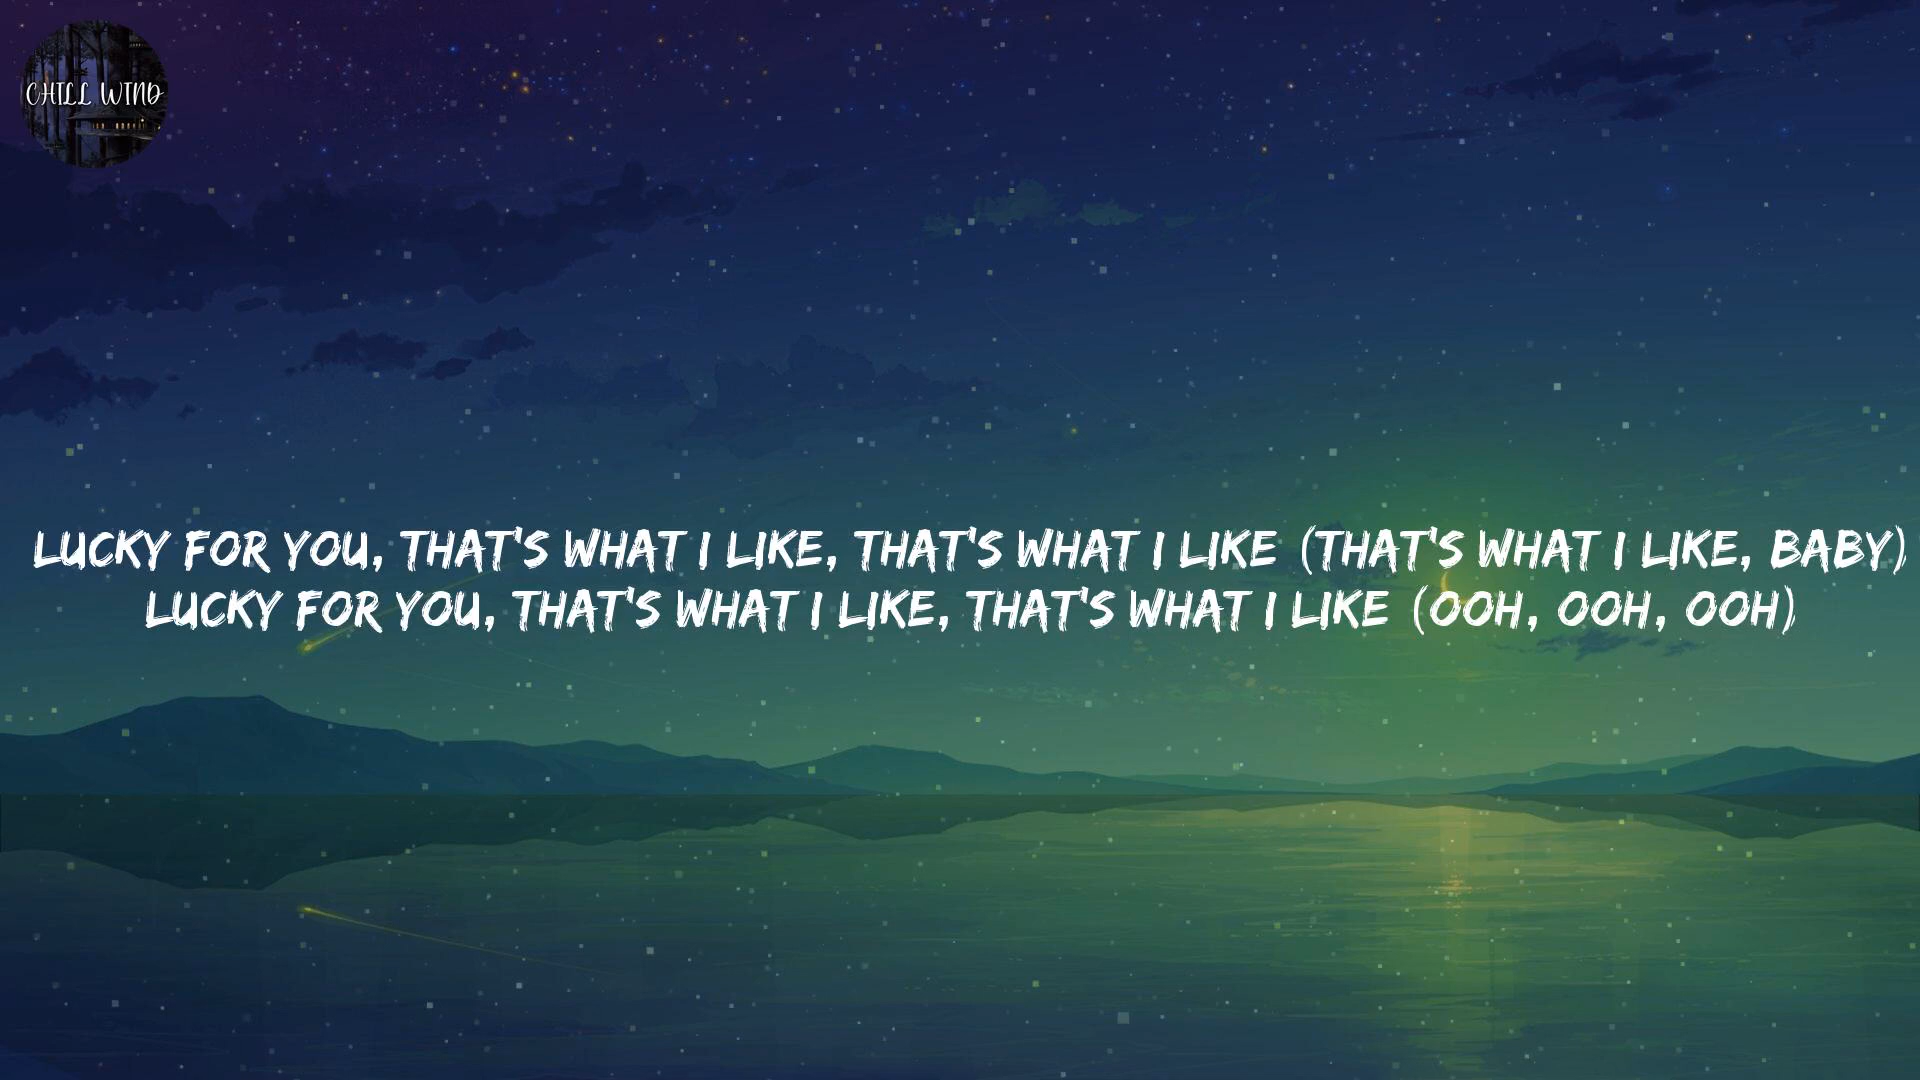 CHILL WIND
LUCKY FOR YOU, THAT'S WHAT I LIKE, THAT'S WHAT I LIKE (THAT'S WHAT I LIKE, BABY)
LUCKY FOR YOU, THAT'S WHAT I LIKE, THAT'S WHAT I LIKE (OOH, OOH, OOH)